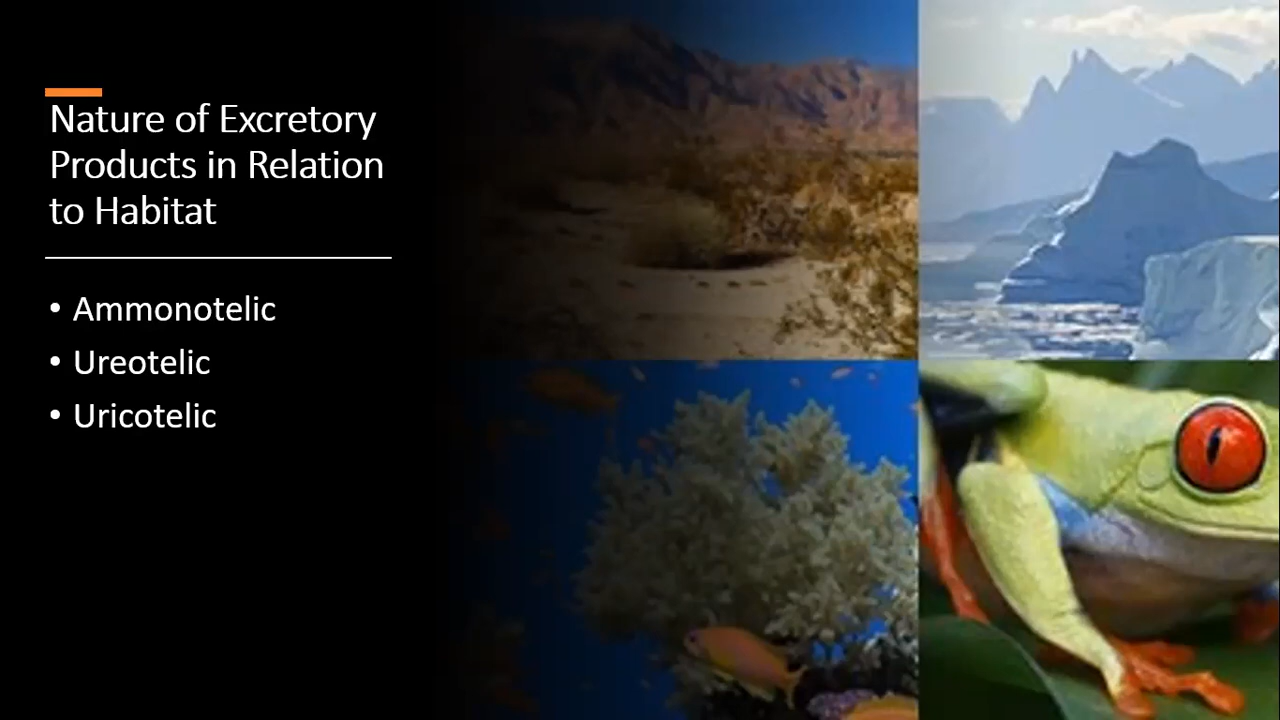 Nature of Excretory
Products in Relation
to Habitat
• Ammonotelic
• Ureotelic
• Uricotelic